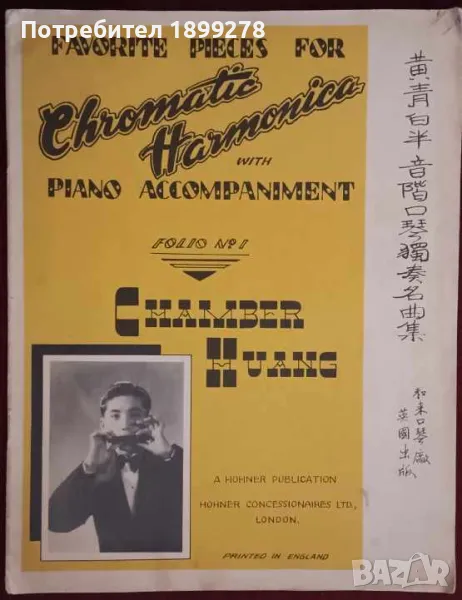 Потребител 1899278
FAVORITE PIECES FOR
Chromatic
Harmonica
WITH
PIANO ACCOMPANIMENT
FOLIO Nº 1
CHAMBER
HUANG
A HOHNER PUBLICATION
HOHNER CONCESSIONAIRES LTD.,
LONDON.
PRINTED IN ENGLAND
黃青白半音階口琴獨奏名曲集
和來口琴廠
英國出版
BAZAR